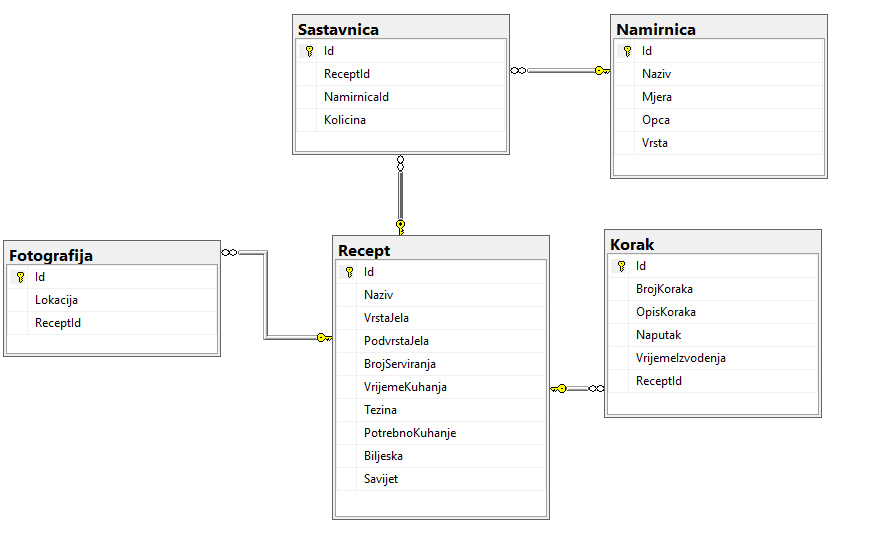 Sastavnica
Id
ReceptId
NamirnicaId
Kolicina
Namirnica
Id
Naziv
Mjera
Opca
Vrsta
Fotografija
Id
Lokacija
ReceptId
Recept
Id
Naziv
VrstaJela
PodvrstaJela
BrojServiranja
VrijemeKuhanja
Tezina
PotrebnoKuhanje
Biljeska
Savijet
Korak
Id
BrojKoraka
OpisKoraka
Naputak
VrijemeIzvodenja
ReceptId